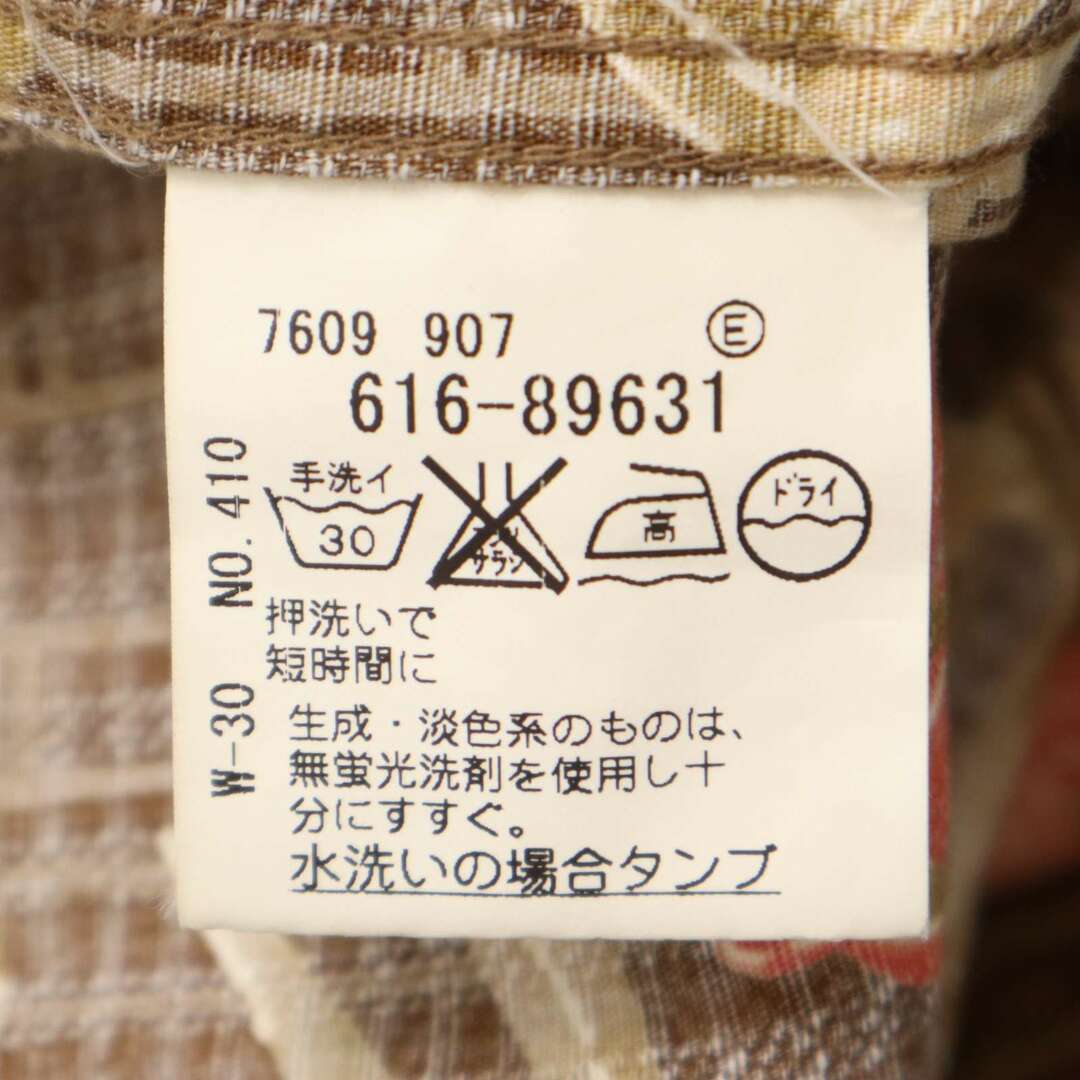 7609 907 Ⓔ
616-89631
手洗イ
30
エンソ
サラシ
高
ドライ
押洗いで
短時間に
生成・淡色系のものは、
無蛍光洗剤を使用し十
分にすすぐ。
水洗いの場合タンブ
W-30 NO.410